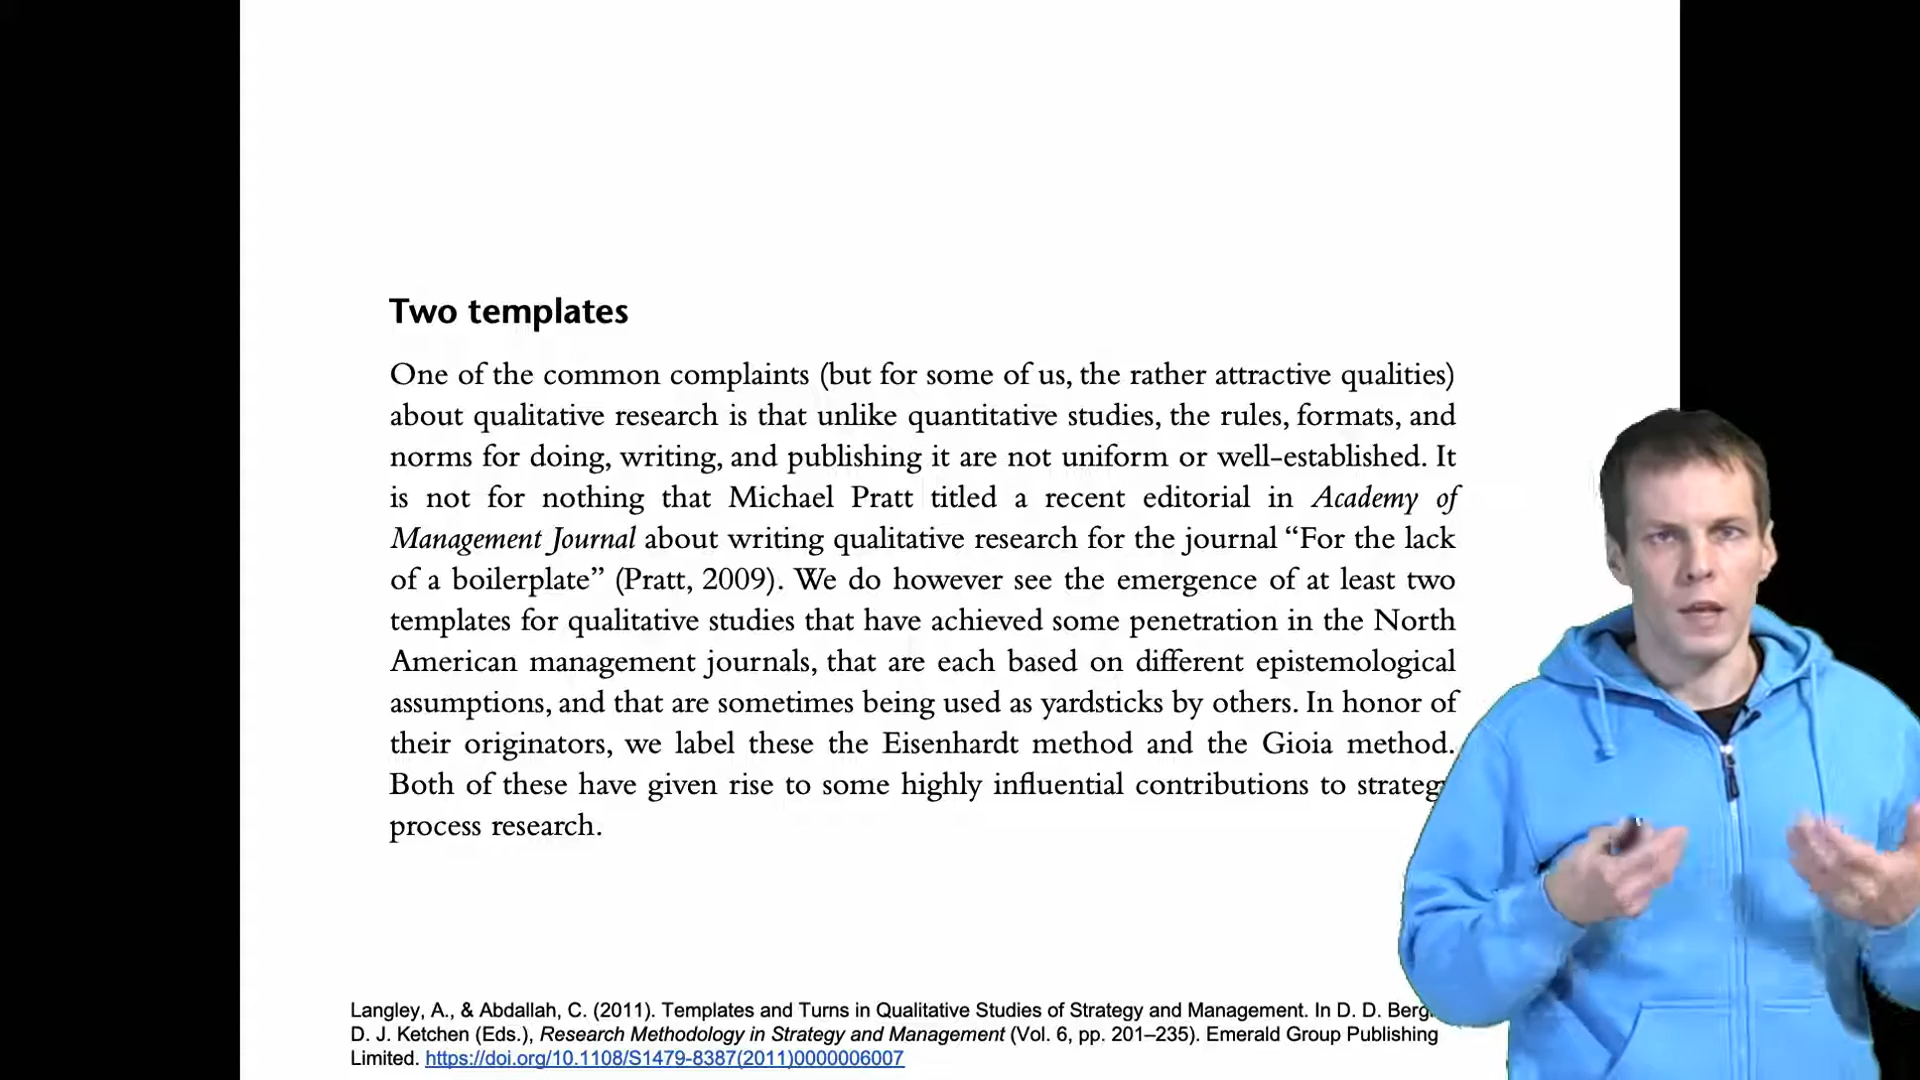 Two templates
One of the common complaints (but for some of us, the rather attractive qualities)
about qualitative research is that unlike quantitative studies, the rules, formats, and
norms for doing, writing, and publishing it are not uniform or well-established. It
is not for nothing that Michael Pratt titled a recent editorial in Academy of
Management Journal about writing qualitative research for the journal “For the lack
of a boilerplate” (Pratt, 2009). We do however see the emergence of at least two
templates for qualitative studies that have achieved some penetration in the North
American management journals, that are each based on different epistemological
assumptions, and that are sometimes being used as yardsticks by others. In honor of
their originators, we label these the Eisenhardt method and the Gioia method.
Both of these have given rise to some highly influential contributions to strateg
process research.
Langley, A., & Abdallah, C. (2011). Templates and Turns in Qualitative Studies of Strategy and Management. In D. D. Berg
D. J. Ketchen (Eds.), Research Methodology in Strategy and Management (Vol. 6, pp. 201–235). Emerald Group Publishing
Limited. https://doi.org/10.1108/S1479-8387(2011)0000006007